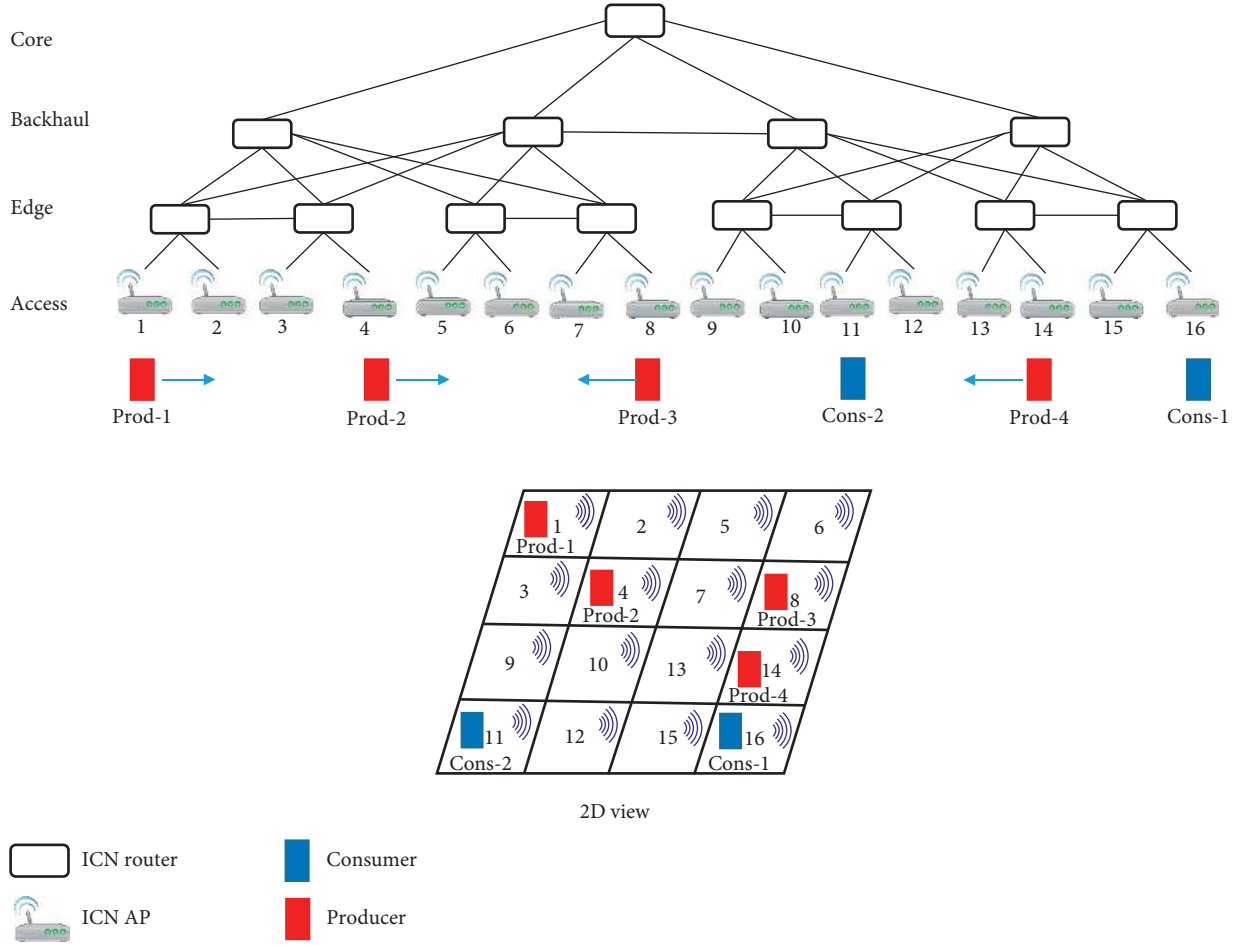 Core
Backhaul
Edge
Access
1 2 3 4 5 6 7 8 9 10 11 12 13 14 15 16
Prod-1 Prod-2 Prod-3 Cons-2 Prod-4 Cons-1
1 2 5 6
Prod-1
3 4 7 8
Prod-2 Prod-3
9 10 13 14
Prod-4
11 12 15 16
Cons-2 Cons-1
2D view
ICN router Consumer
ICN AP Producer